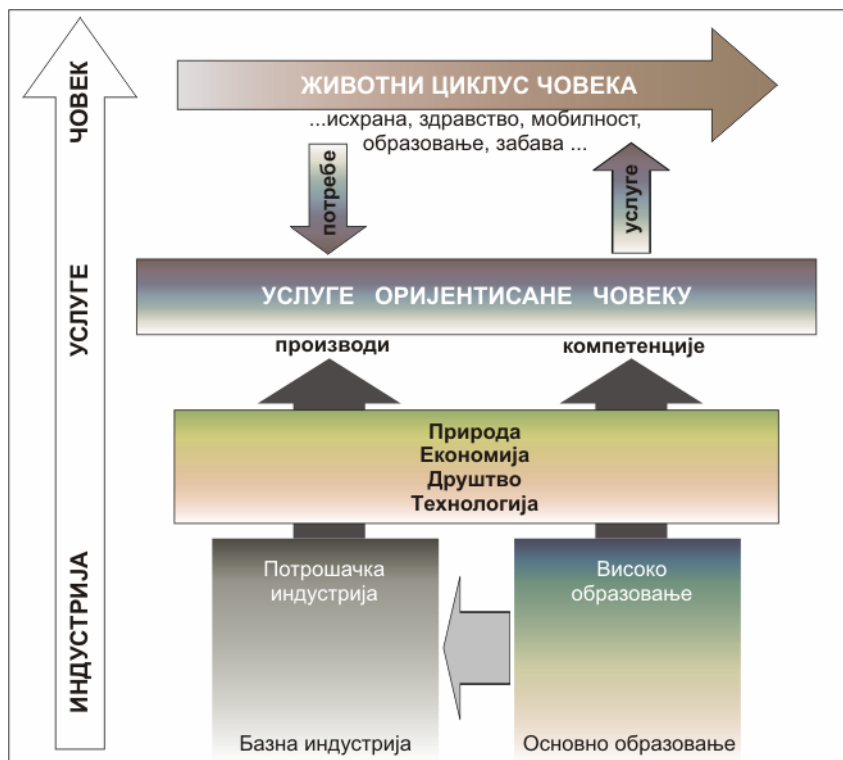 ЧОВЕК
УСЛУГЕ
ИНДУСТРИЈА
ЖИВОТНИ ЦИКЛУС ЧОВЕКА
...исхрана, здравство, мобилност,
образовање, забава ...
потребе
услуге
УСЛУГЕ ОРИЈЕНТИСАНЕ ЧОВЕКУ
производи
компетенције
Природа
Економија
Друштво
Технологија
Потрошачка
индустрија
Високо
образовање
Базна индустрија
Основно образовање